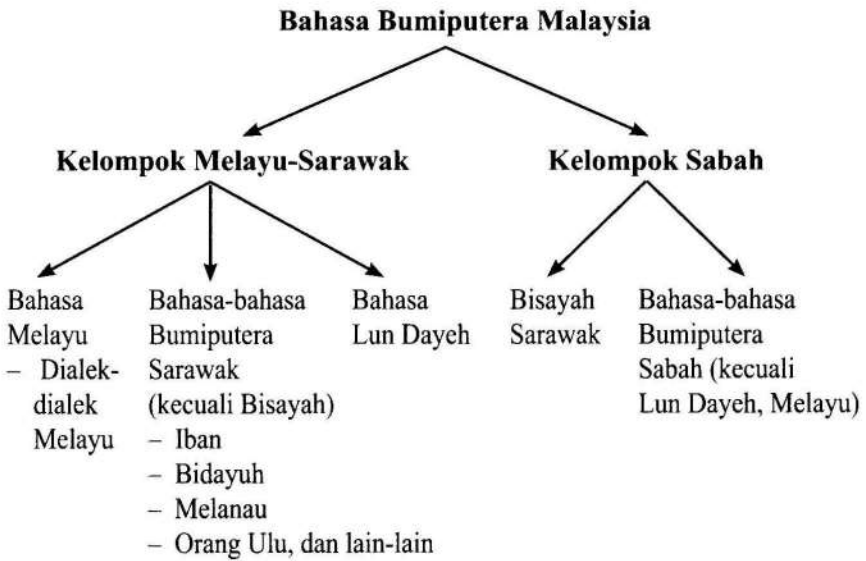 Bahasa Bumiputera Malaysia
Kelompok Melayu-Sarawak
Kelompok Sabah
Bahasa
Melayu
– Dialek-
dialek
Melayu
Bahasa-bahasa
Bumiputera
Sarawak
(kecuali Bisayah)
– Iban
– Bidayuh
– Melanau
– Orang Ulu, dan lain-lain
Bahasa
Lun Dayeh
Bisayah
Sarawak
Bahasa-bahasa
Bumiputera
Sabah (kecuali
Lun Dayeh, Melayu)